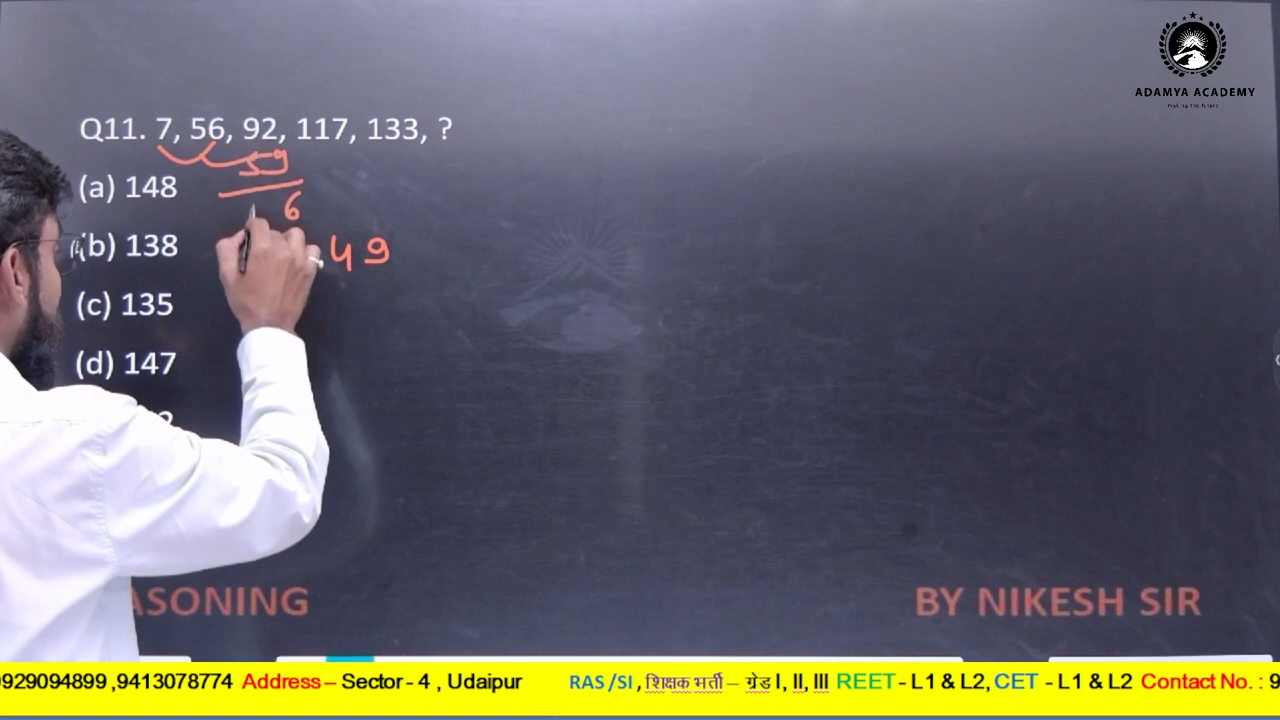 ADAMYA ACADEMY
Q11. 7, 56, 92, 117, 133, ?
59
(a) 148
6
(b) 138
49
(c) 135
(d) 147
BY NIKESH SIR
9929094899 ,9413078774 Address – Sector - 4 , Udaipur RAS /SI , शिक्षक भर्ती – ग्रेड I, II, III REET - L1 & L2, CET - L1 & L2 Contact No. : 9